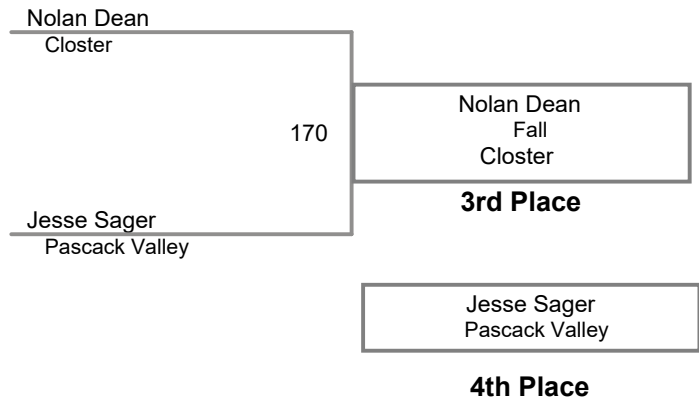 Nolan Dean
Closter
170
Nolan Dean
Fall
Closter
3rd Place
Jesse Sager
Pascack Valley
Jesse Sager
Pascack Valley
4th Place